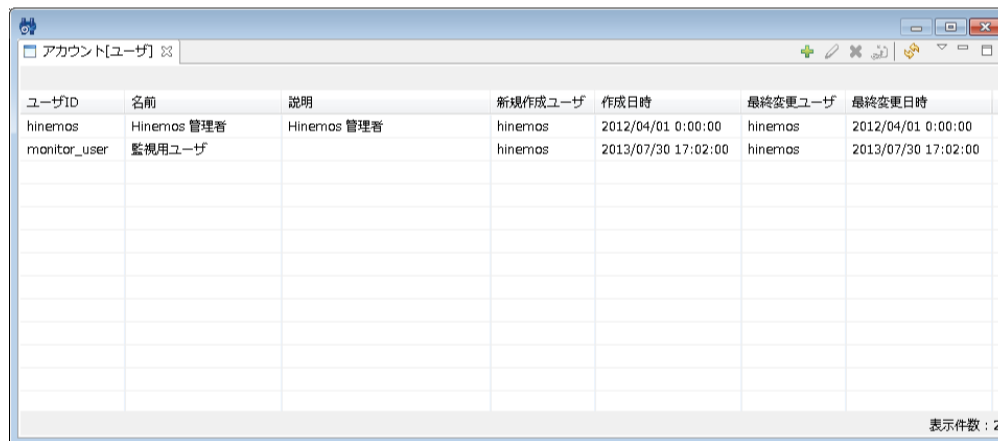 アカウント[ユーザ]
ユーザID 名前 説明 新規作成ユーザ 作成日時 最終変更ユーザ 最終変更日時
hinemos Hinemos 管理者 Hinemos 管理者 hinemos 2012/04/01 0:00:00 hinemos 2012/04/01 0:00:00
monitor_user 監視用ユーザ hinemos 2013/07/30 17:02:00 hinemos 2013/07/30 17:02:00
表示件数：2